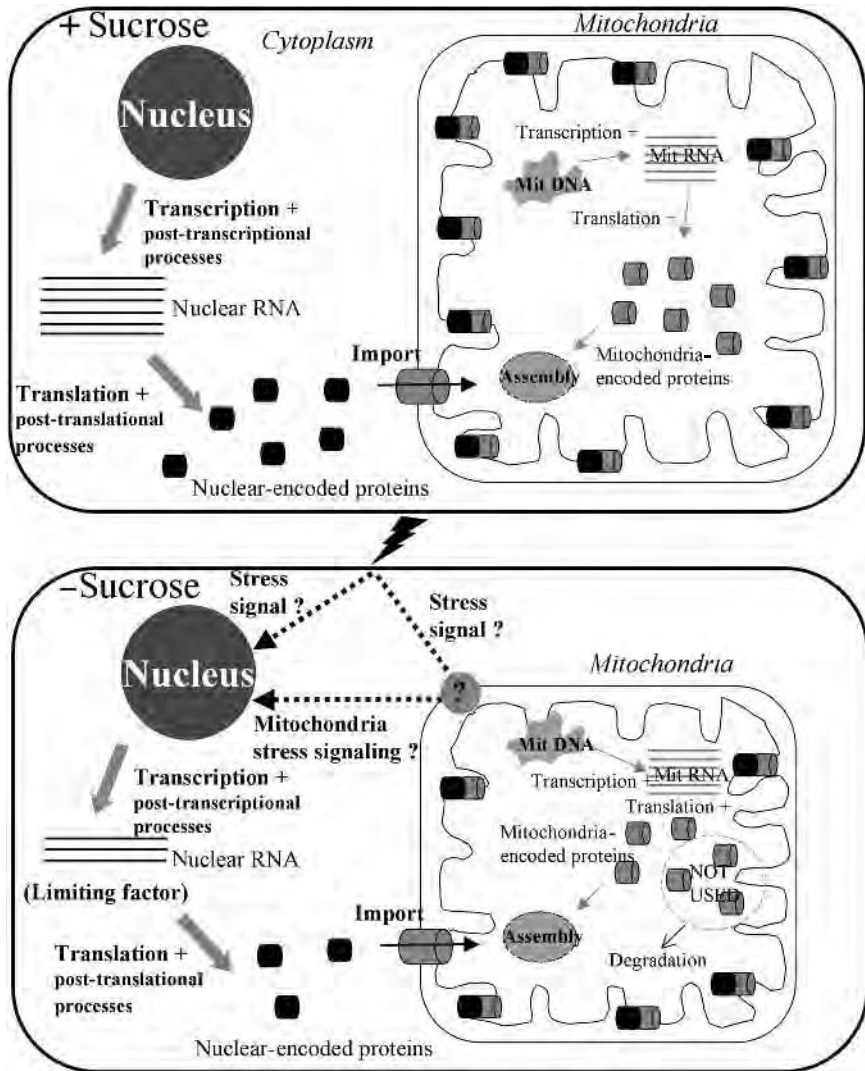 + Sucrose
Cytoplasm
Mitochondria
Nucleus
Transcription +
post-transcriptional
processes
Nuclear RNA
Translation +
post-translational
processes
Nuclear-encoded proteins
Import
Transcription +
Mit RNA
Mit DNA
Translation +
Assembly
Mitochondria-
encoded proteins
−Sucrose
Stress
signal ?
Stress
signal ?
Nucleus
?
Mitochondria
Mitochondria
stress signaling ?
Transcription +
post-transcriptional
processes
Nuclear RNA
(Limiting factor)
Translation +
post-translational
processes
Nuclear-encoded proteins
Import
Mit DNA
Transcription +
Mit RNA
Translation +
Mitochondria-
encoded proteins
NOT
USED
Assembly
Degradation